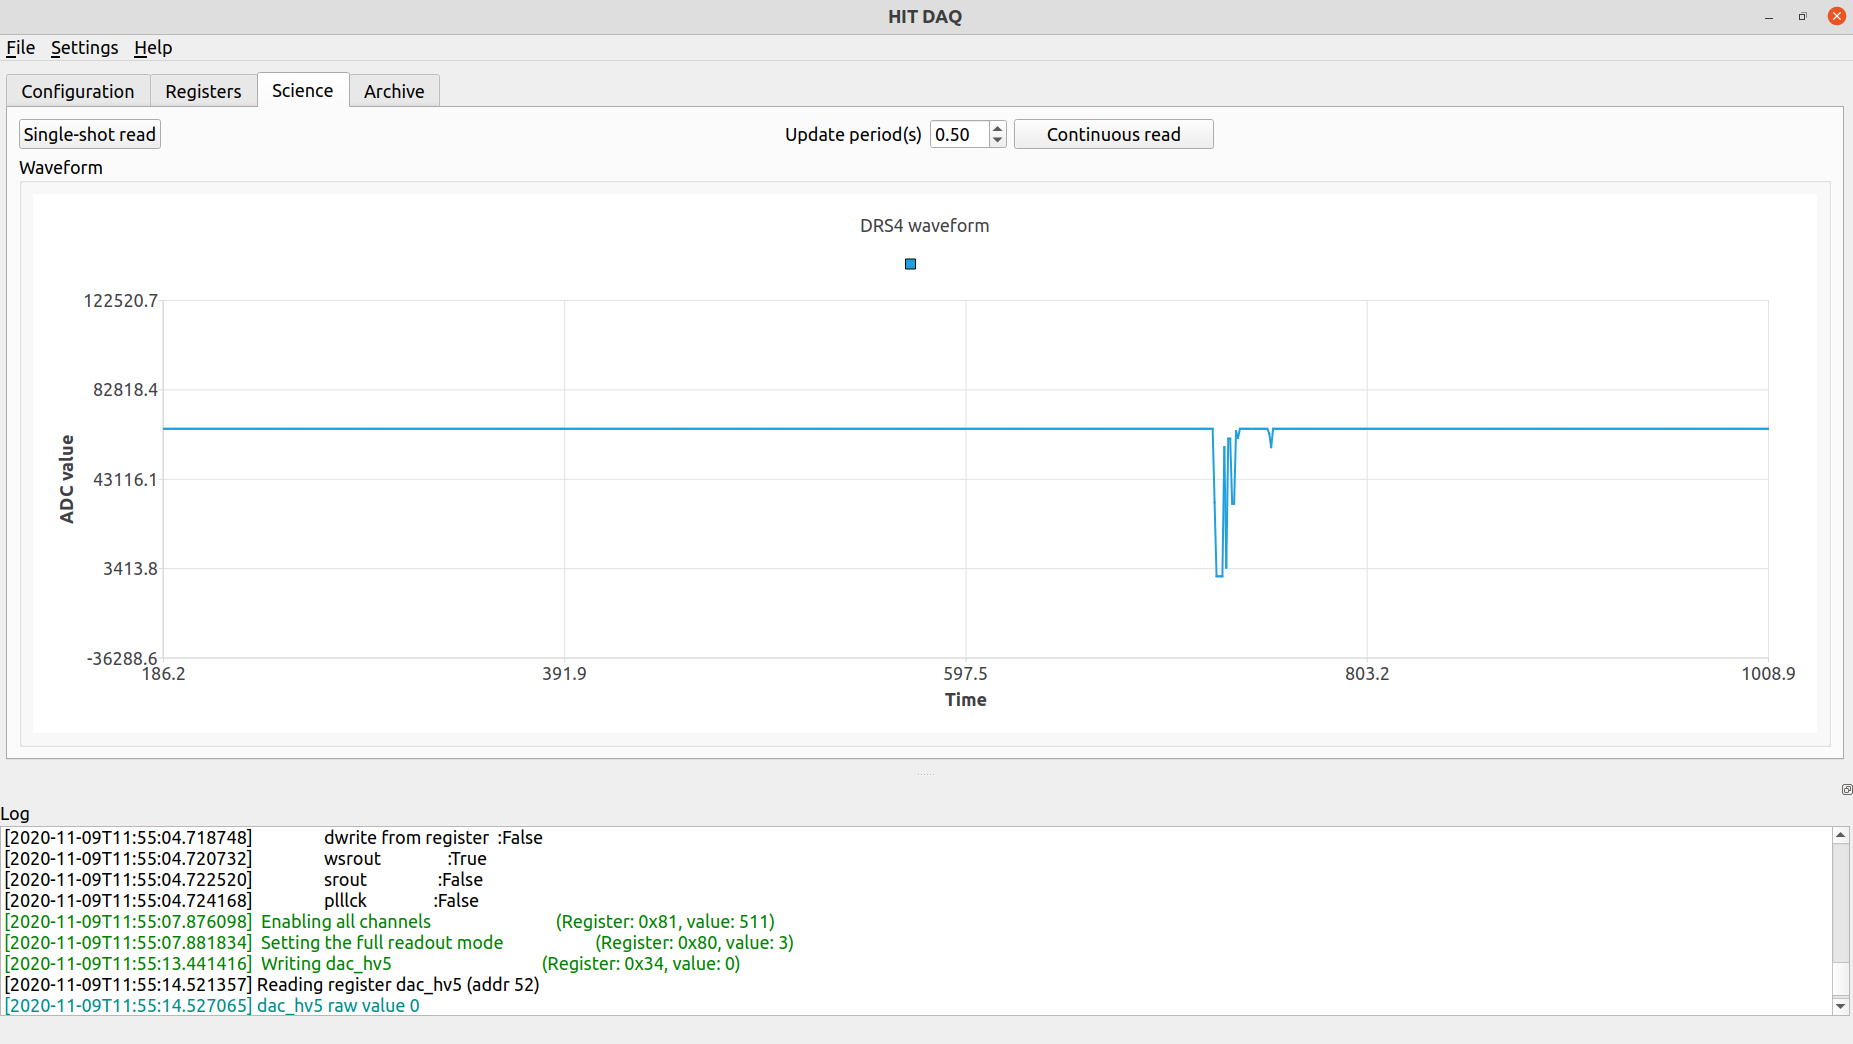 HIT DAQ
File Settings Help
Configuration Registers Science Archive
Single-shot read Update period(s) 0.50 Continuous read
Waveform
DRS4 waveform
122520.7
82818.4
43116.1
3413.8
-36288.6
ADC value
186.2 391.9 597.5 803.2 1008.9
Time
Log
[2020-11-09T11:55:04.718748] dwrite from register :False
[2020-11-09T11:55:04.720732] wsrout :True
[2020-11-09T11:55:04.722520] srout :False
[2020-11-09T11:55:04.724168] plllck :False
[2020-11-09T11:55:07.876098] Enabling all channels (Register: 0x81, value: 511)
[2020-11-09T11:55:07.881834] Setting the full readout mode (Register: 0x80, value: 3)
[2020-11-09T11:55:13.441416] Writing dac_hv5 (Register: 0x34, value: 0)
[2020-11-09T11:55:14.521357] Reading register dac_hv5 (addr 52)
[2020-11-09T11:55:14.527065] dac_hv5 raw value 0